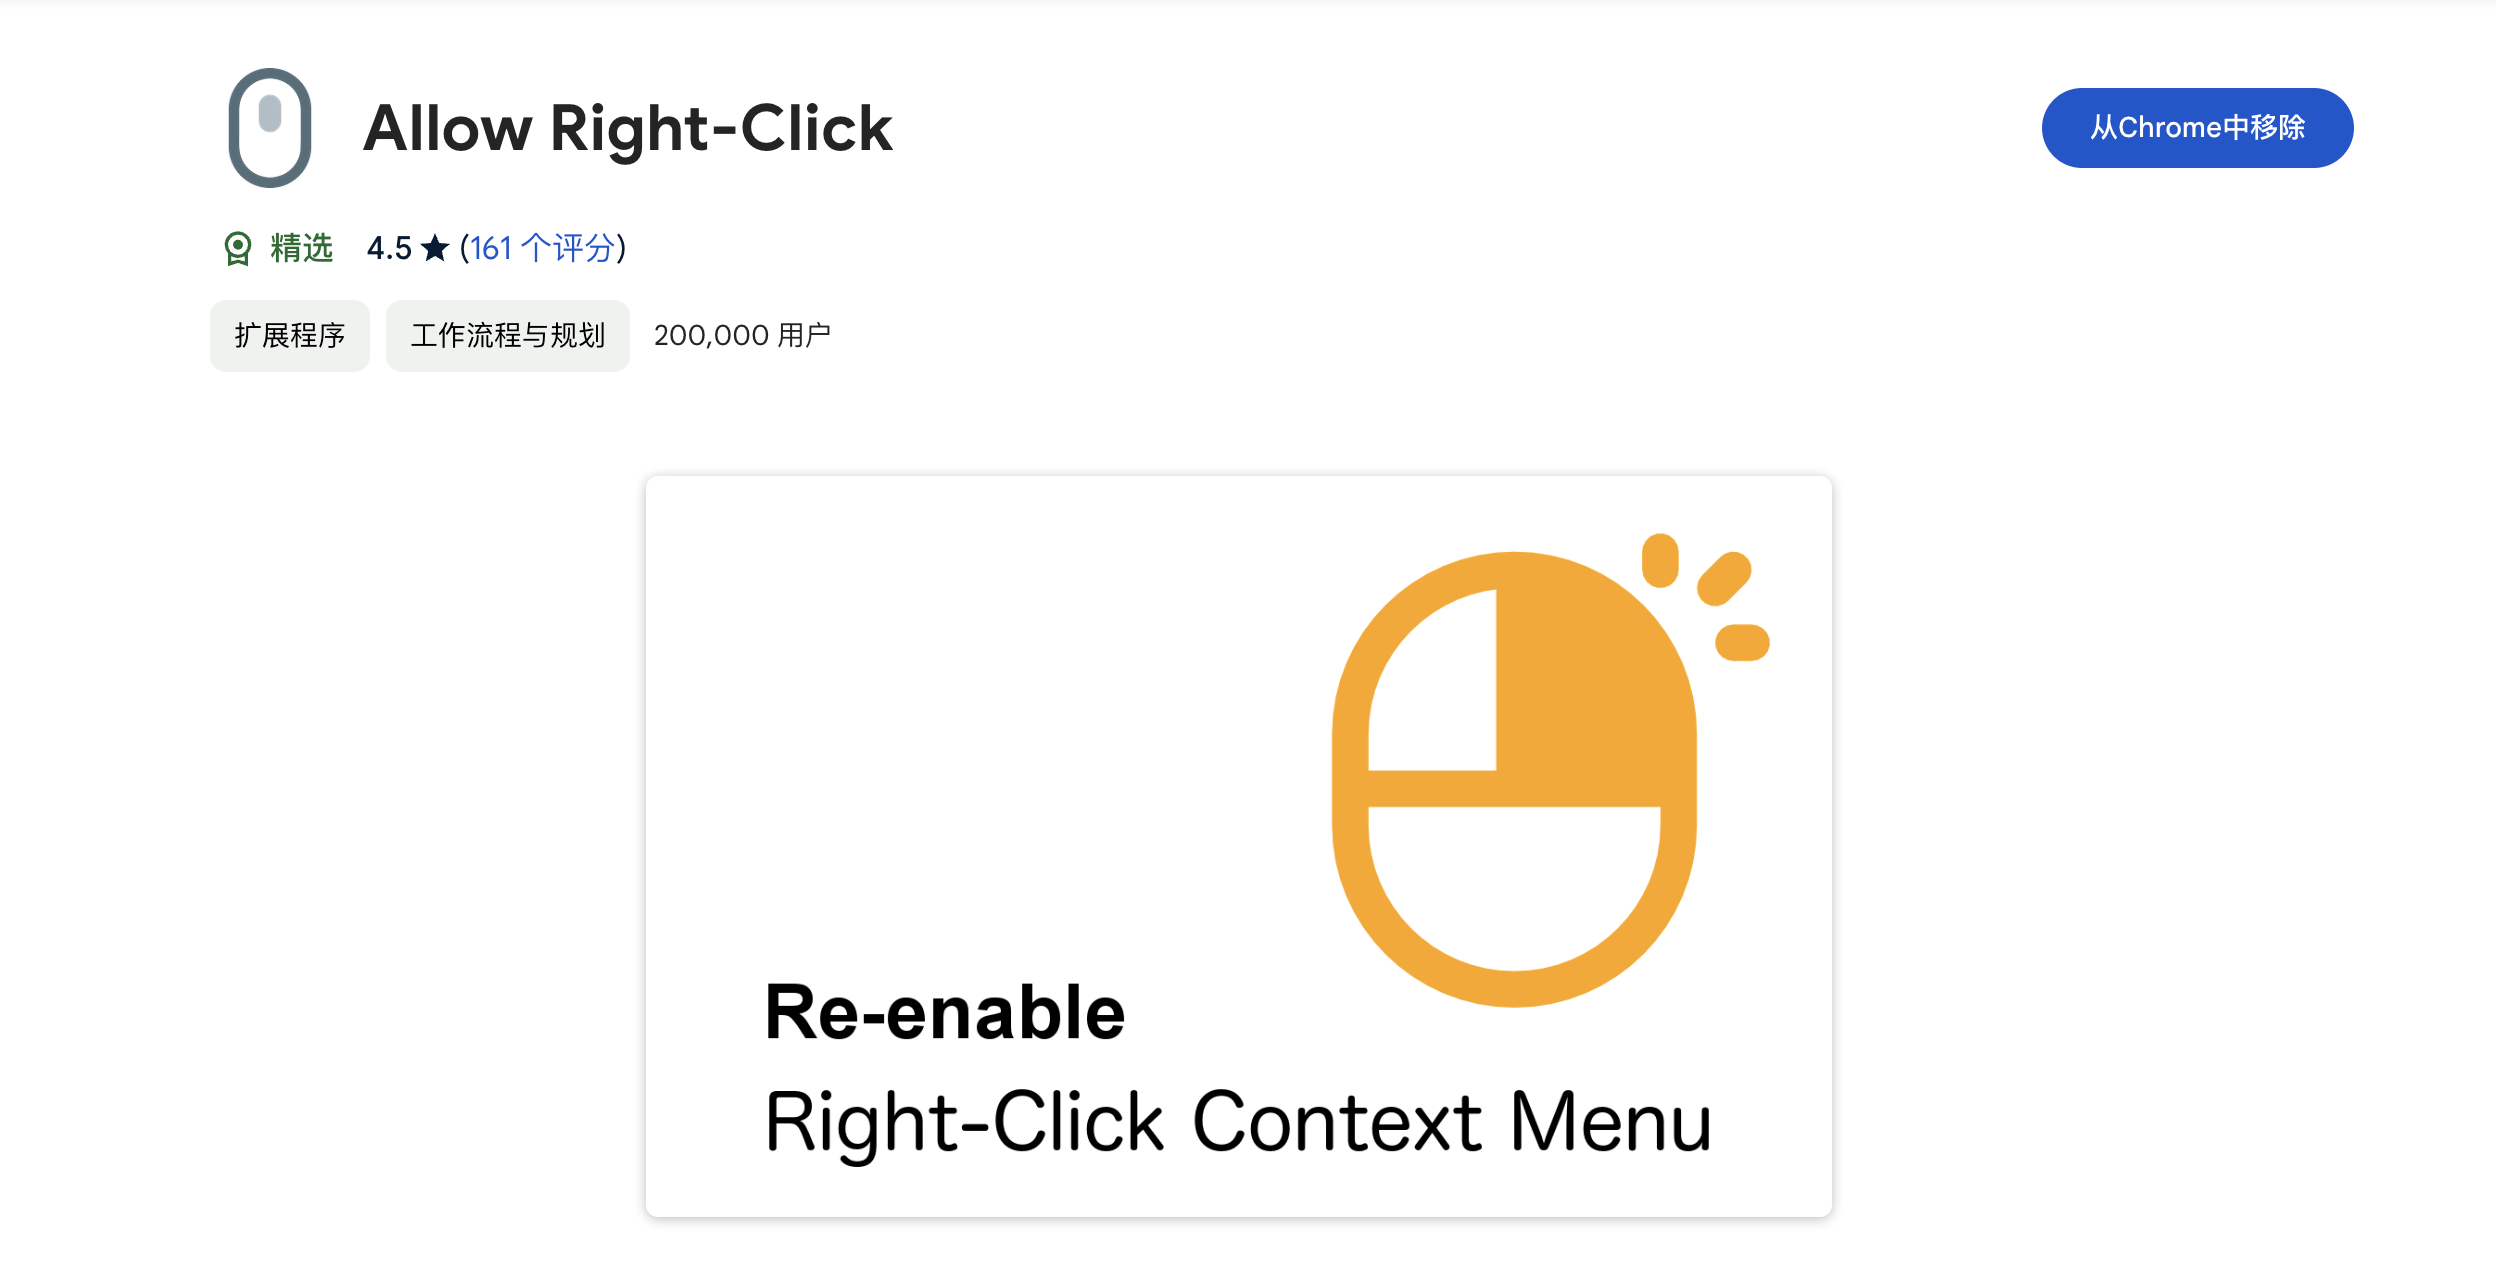 Allow Right-Click
从Chrome中移除
精选 4.5 ★ (161 个评分)
扩展程序 工作流程与规划 200,000 用户
Re-enable
Right-Click Context Menu